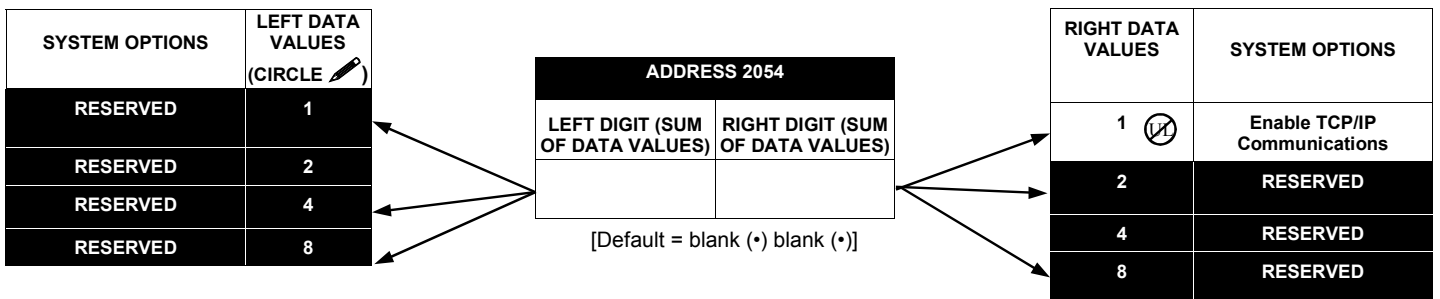 SYSTEM OPTIONS
LEFT DATA
VALUES
(CIRCLE )
RESERVED 1
RESERVED 2
RESERVED 4
RESERVED 8
ADDRESS 2054
LEFT DIGIT (SUM
OF DATA VALUES)
RIGHT DIGIT (SUM
OF DATA VALUES)
[Default = blank (•) blank (•)]
RIGHT DATA
VALUES
SYSTEM OPTIONS
1 UL Enable TCP/IP
Communications
2 RESERVED
4 RESERVED
8 RESERVED